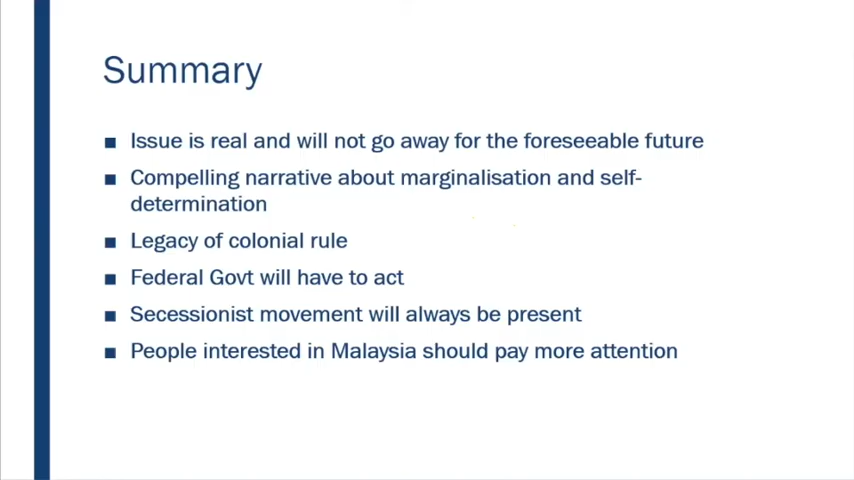 Summary
■ Issue is real and will not go away for the foreseeable future
■ Compelling narrative about marginalisation and self-
determination
■ Legacy of colonial rule
■ Federal Govt will have to act
■ Secessionist movement will always be present
■ People interested in Malaysia should pay more attention